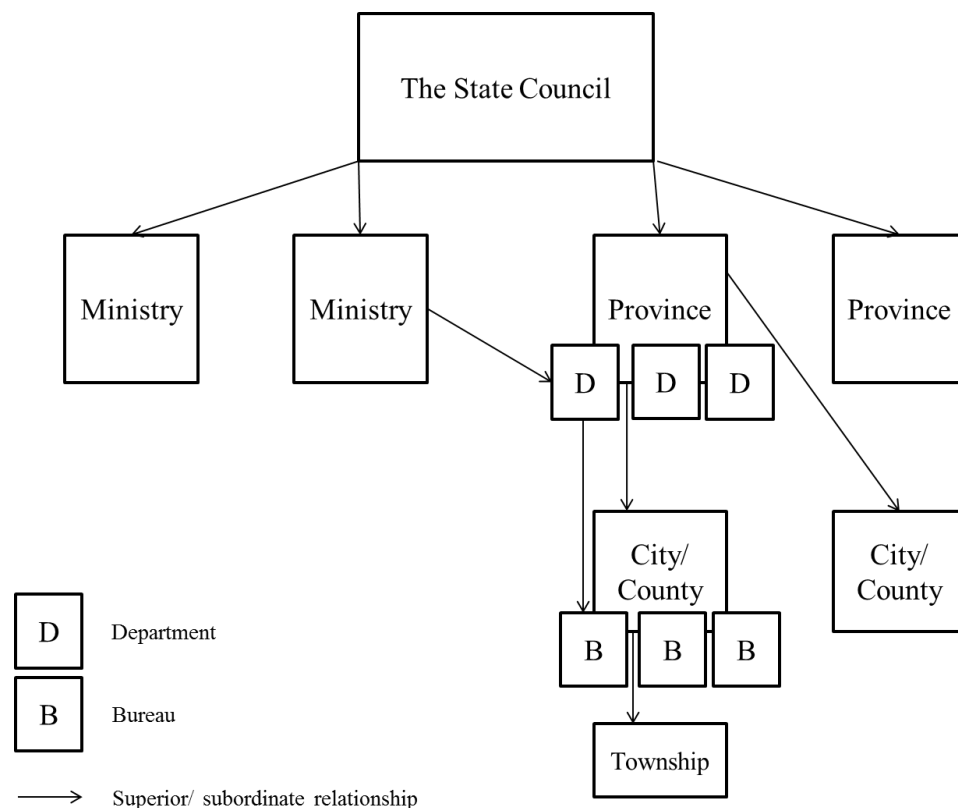 The State Council
Ministry
Ministry
Province
Province
D
D
D
City/
County
City/
County
B
B
B
Township
D
Department
B
Bureau
Superior/ subordinate relationship